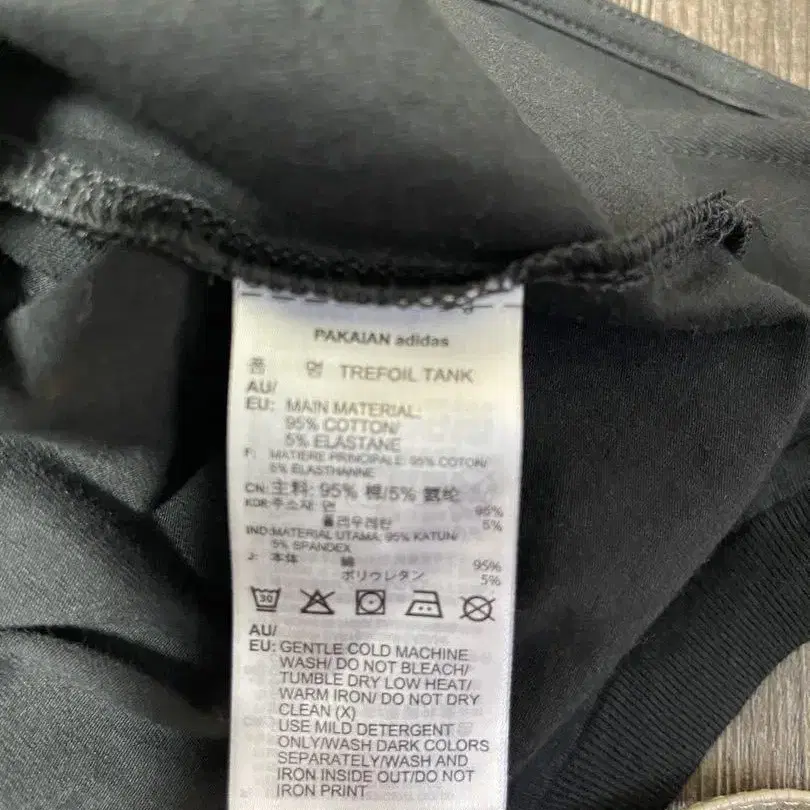 PAKAIAN adidas
품 명 TREFOIL TANK
AU/
EU: MAIN MATERIAL:
95% COTTON/
5% ELASTANE
F: MATIERE PRINCIPALE: 95% COTON/
5% ELASTHANNE
CN: 主料: 95% 棉/5% 氨纶
KOR: 주소재: 면 95%
폴리우레탄 5%
IND: MATERIAL UTAMA: 95% KATUN/
5% SPANDEX
J: 本体 綿 95%
ポリウレタン 5%
30
AU/
EU: GENTLE COLD MACHINE
WASH/ DO NOT BLEACH/
TUMBLE DRY LOW HEAT/
WARM IRON/ DO NOT DRY
CLEAN (X)
USE MILD DETERGENT
ONLY/WASH DARK COLORS
SEPARATELY/WASH AND
IRON INSIDE OUT/DO NOT
IRON PRINT